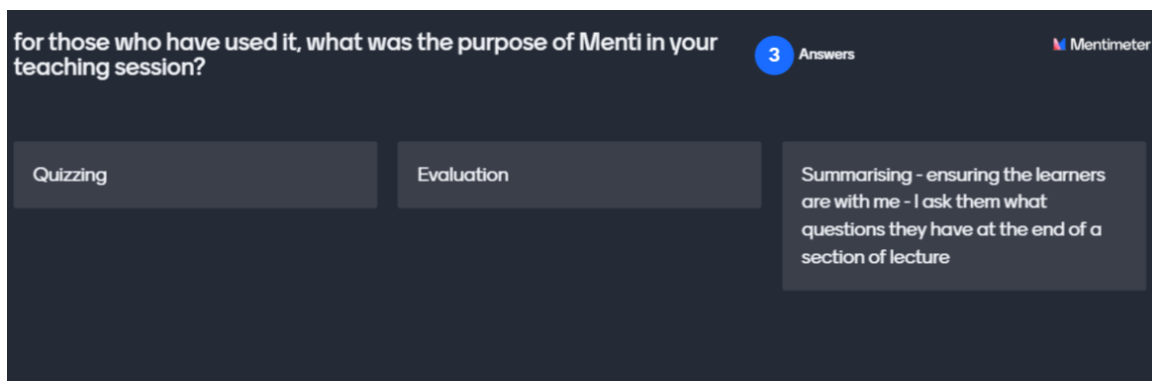 for those who have used it, what was the purpose of Menti in your
teaching session?
3 Answers
Mentimeter
Quizzing
Evaluation
Summarising - ensuring the learners
are with me - I ask them what
questions they have at the end of a
section of lecture